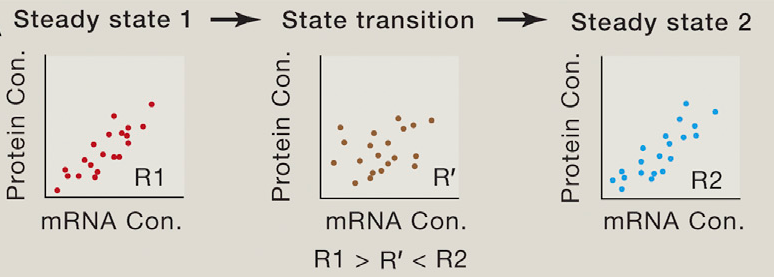 Steady state 1 → State transition → Steady state 2
Protein Con.
R1
mRNA Con.
Protein Con.
R′
mRNA Con.
Protein Con.
R2
mRNA Con.
R1 > R′ < R2